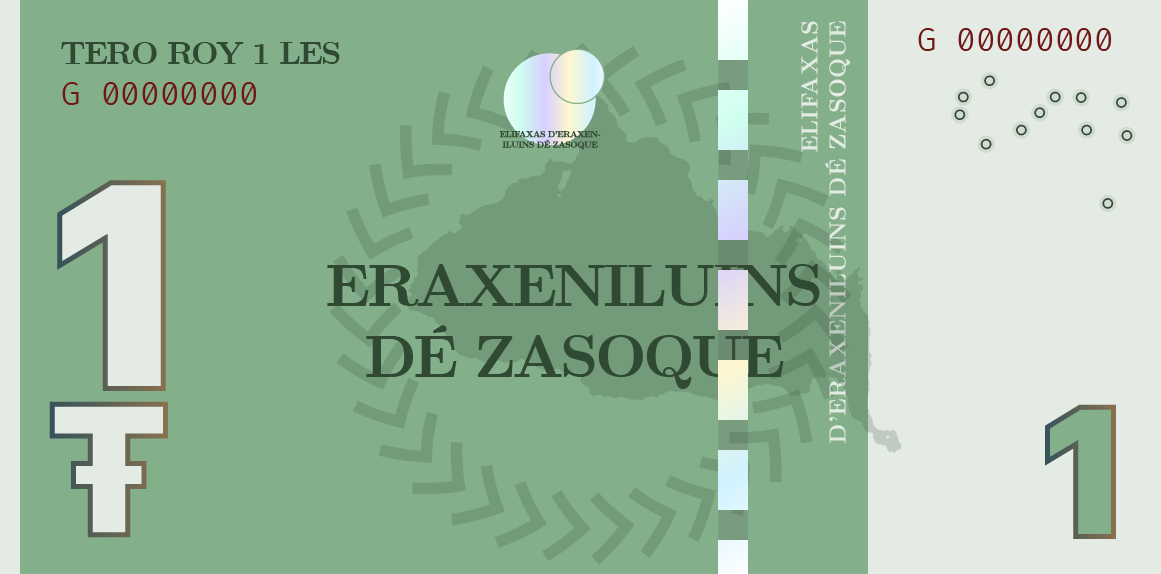 TERO ROY 1 LES
G 00000000
ELIFAXAS D'ERAXEN-
ILUINS DÉ ZASOQUE
ELIFAXAS
D'ERAXENILUINS DÉ ZASOQUE
G 00000000
1
ERAXENILUINS
DÉ ZASOQUE
Ŧ
1